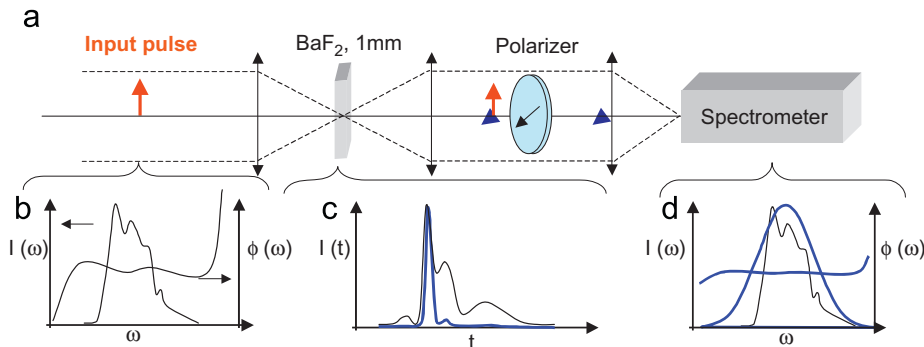 a
Input pulse
BaF₂, 1mm
Polarizer
Spectrometer
b
I (ω)
ϕ (ω)
ω
c
I (t)
t
d
I (ω)
ϕ (ω)
ω